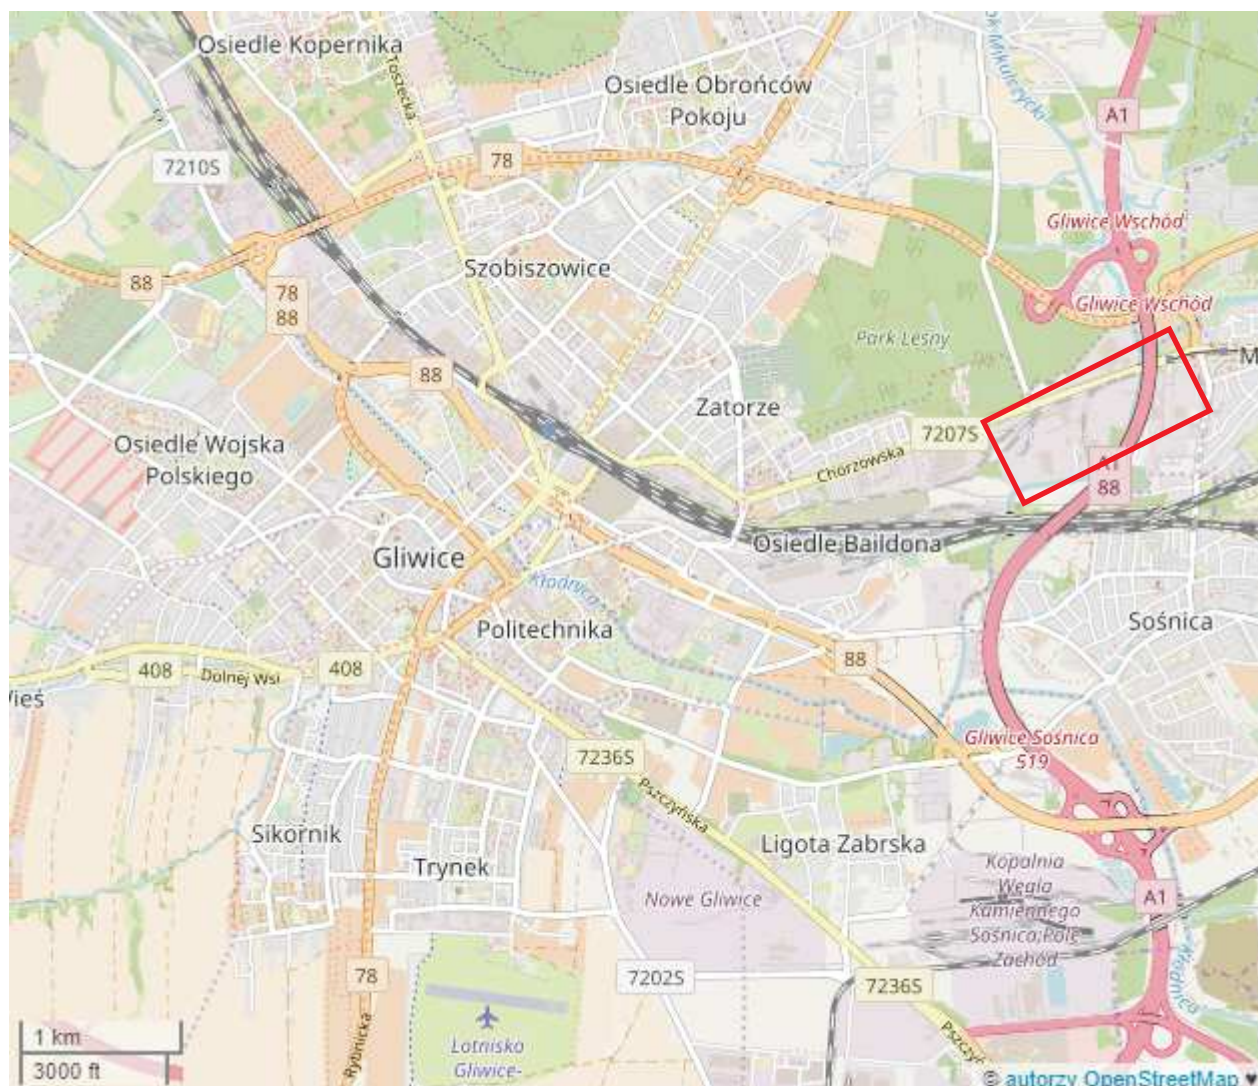 Osiedle Kopernika
Toszecka
Osiedle Obrońców
Pokoju
A1
7210S
78
Gliwice Wschód
Szobiszowice
88
78
88
Gliwice Wschód
Park Leśny
88
M
Zatorze
Osiedle Wojska
Polskiego
7207S
Chorzowska
A1
88
Gliwice
Osiedle Baildona
Kłodnica
Politechnika
Sośnica
408
Dolnej Wsi
408
88
ieś
Gliwice Sośnica
S19
7236S
Pszczyńska
Sikornik
Trynek
Ligota Zabrska
Kopalnia
Węgla
Kamiennego
Sośnica;Pole
Zachód
Nowe Gliwice
A1
78
7202S
7236S
Kłodnica
Rybnicka
Lotnisko
Gliwice-
Pszczyń
1 km
3000 ft
© autorzy OpenStreetMap ♥